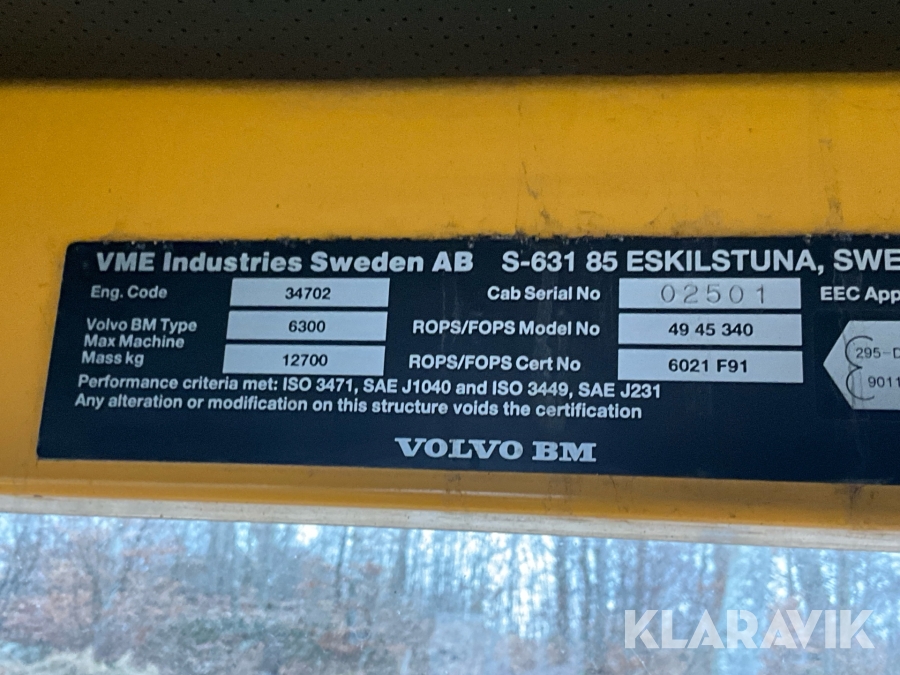 VME Industries Sweden AB S-631 85 ESKILSTUNA, SWE
Eng. Code 34702 Cab Serial No 02501 EEC App
Volvo BM Type 6300 ROPS/FOPS Model No 49 45 340
Max Machine
Mass kg 12700 ROPS/FOPS Cert No 6021 F91
295-D
9011
Performance criteria met: ISO 3471, SAE J1040 and ISO 3449, SAE J231
Any alteration or modification on this structure voids the certification
VOLVO BM
KLARAVIK